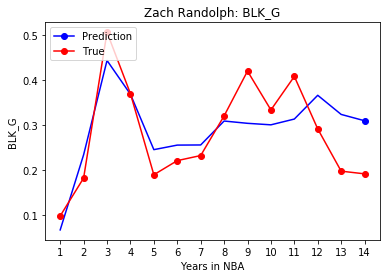 Zach Randolph: BLK_G
Prediction
True
0.5
0.4
0.3
0.2
0.1
BLK_G
1 2 3 4 5 6 7 8 9 10 11 12 13 14
Years in NBA